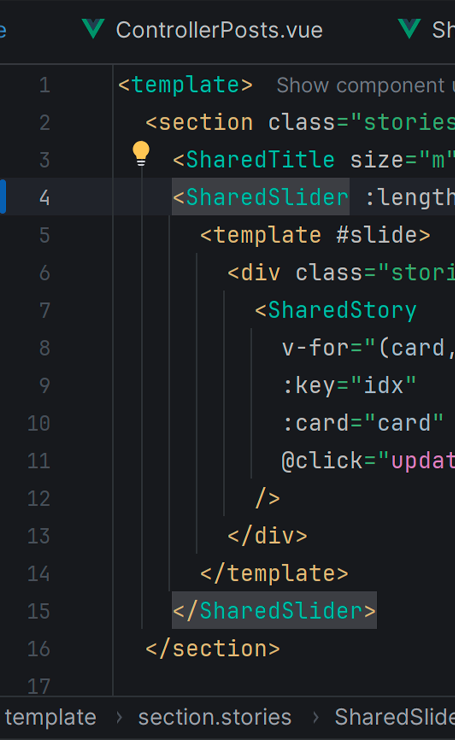 ControllerPosts.vue
1 <template> Show component
2 <section class="stories
3 <SharedTitle size="m"
4 <SharedSlider :length
5 <template #slide>
6 <div class="stori
7 <SharedStory
8 v-for="(card,
9 :key="idx"
10 :card="card"
11 @click="updat
12 />
13 </div>
14 </template>
15 </SharedSlider>
16 </section>
17
template › section.stories › SharedSlide